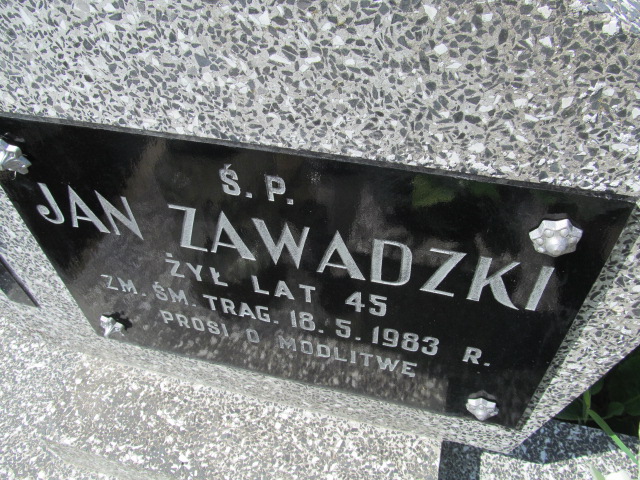 Ś. P.
JAN ZAWADZKI
ŻYŁ LAT 45
ZM. ŚM. TRAG. 18. 5. 1983 R.
PROSI O MODLITWE